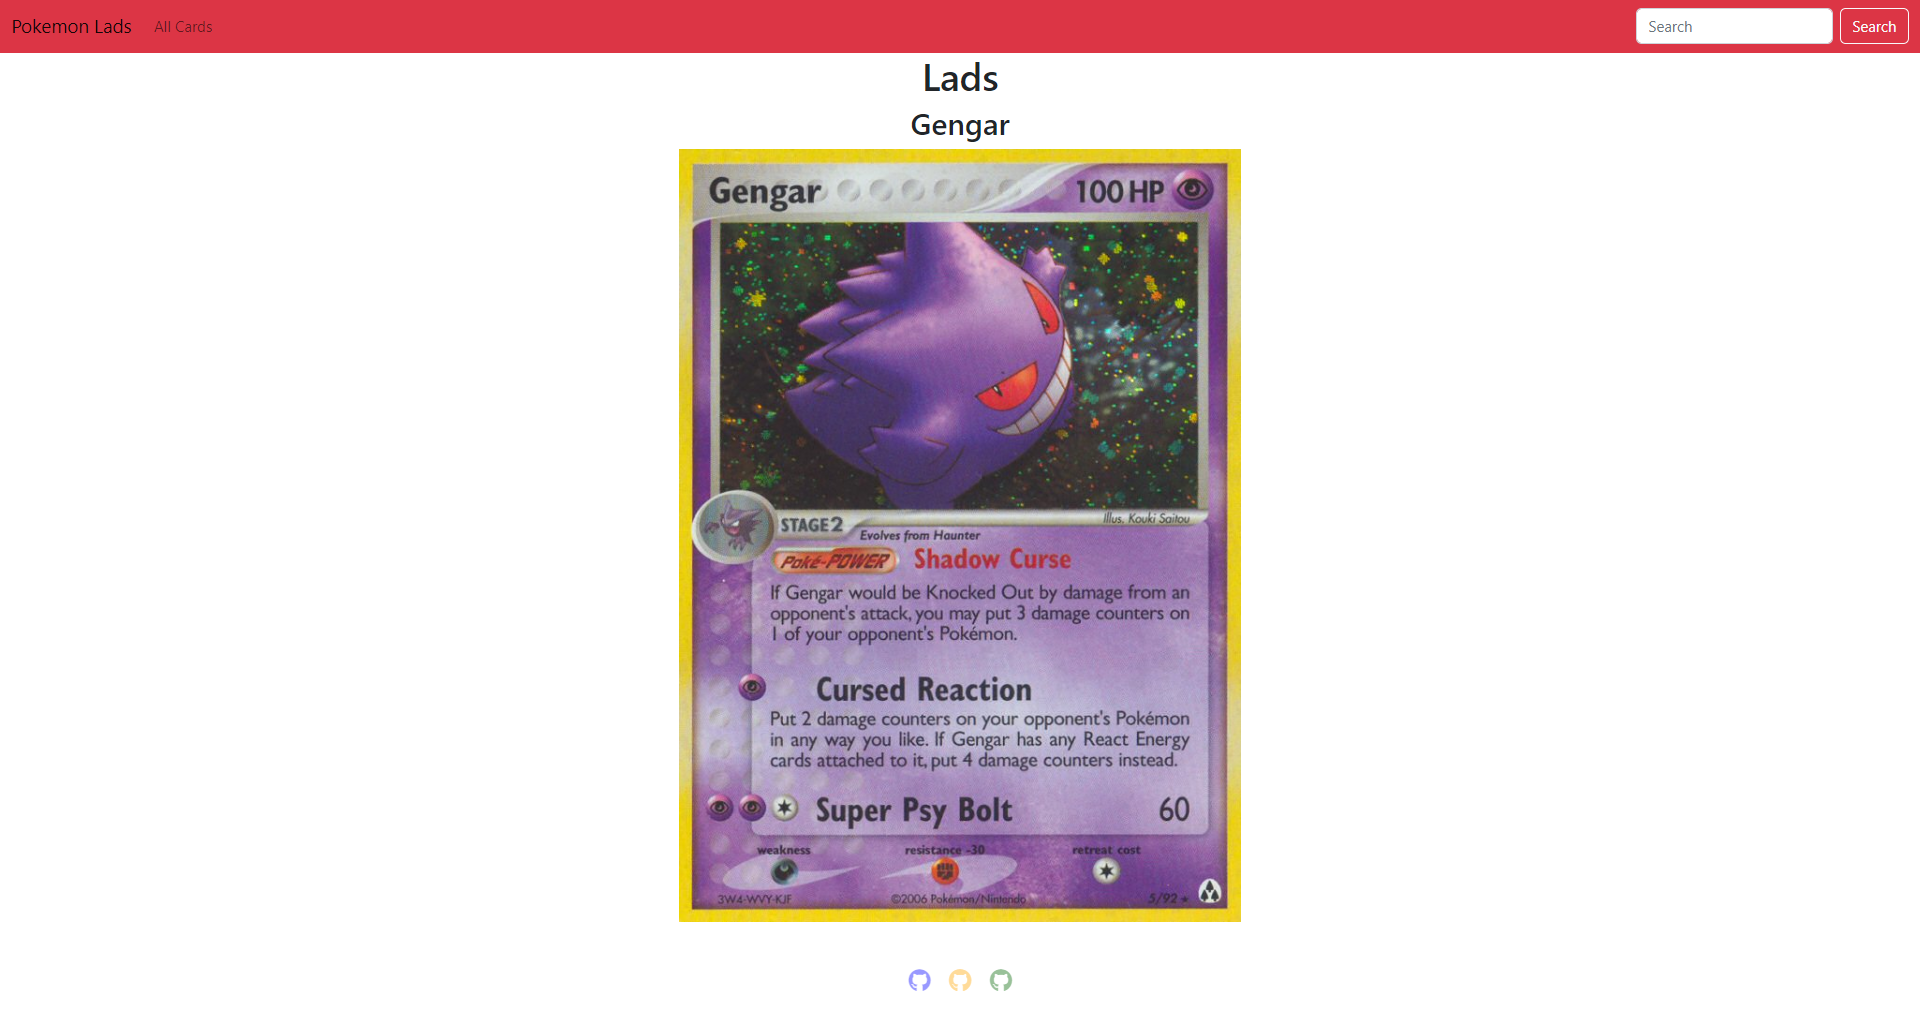 Pokemon Lads All Cards Search Search
Lads
Gengar
Gengar 100 HP
Illus. Kouki Saitou
STAGE 2
Evolves from Haunter
Poké-POWER Shadow Curse
If Gengar would be Knocked Out by damage from an
opponent's attack, you may put 3 damage counters on
1 of your opponent's Pokémon.
Cursed Reaction
Put 2 damage counters on your opponent's Pokémon
in any way you like. If Gengar has any React Energy
cards attached to it, put 4 damage counters instead.
Super Psy Bolt 60
weakness resistance -30 retreat cost
3W4-WVY-KJF ©2006 Pokémon/Nintendo 5/92 ★